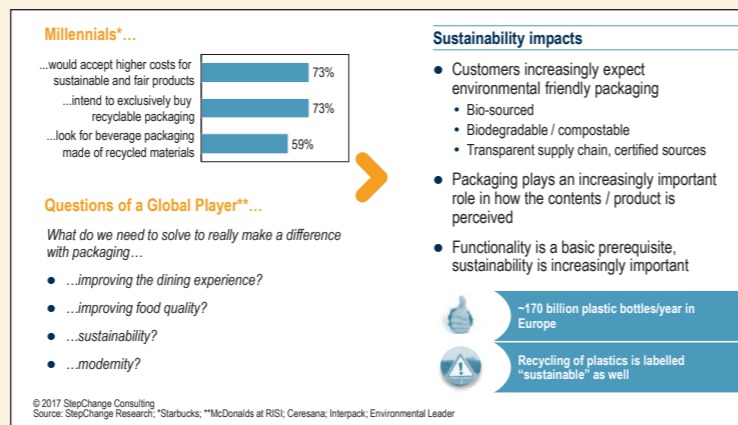 Millennials*…
...would accept higher costs for
sustainable and fair products
73%
...intend to exclusively buy
recyclable packaging
73%
...look for beverage packaging
made of recycled materials
59%
Questions of a Global Player**…
What do we need to solve to really make a difference
with packaging…
● …improving the dining experience?
● …improving food quality?
● …sustainability?
● …modernity?
Sustainability impacts
● Customers increasingly expect
environmental friendly packaging
• Bio-sourced
• Biodegradable / compostable
• Transparent supply chain, certified sources
● Packaging plays an increasingly important
role in how the contents / product is
perceived
● Functionality is a basic prerequisite,
sustainability is increasingly important
~170 billion plastic bottles/year in
Europe
Recycling of plastics is labelled
“sustainable” as well
© 2017 StepChange Consulting
Source: StepChange Research; *Starbucks; **McDonalds at RISI; Ceresana; Interpack; Environmental Leader